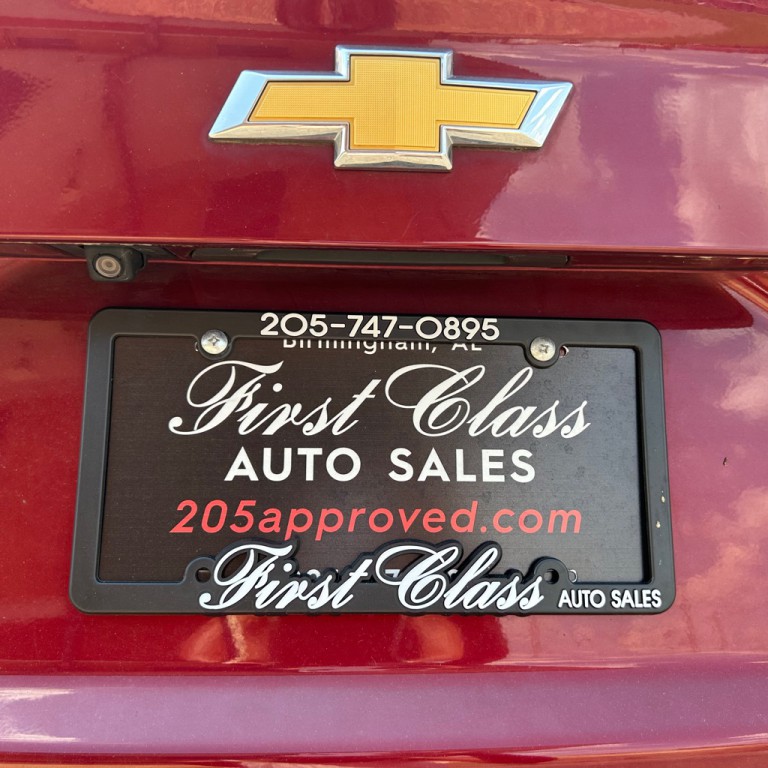 205-747-0895
Birmingham, AL
First Class
AUTO SALES
205approved.com
First Class AUTO SALES